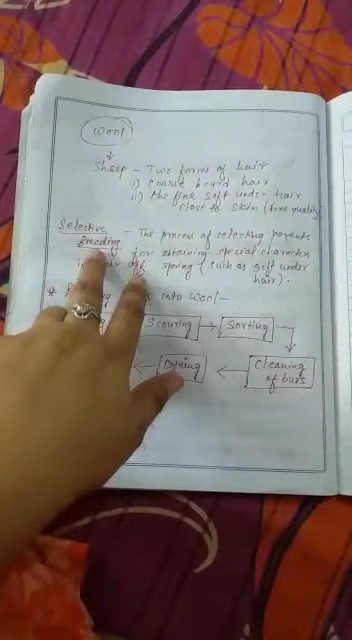 Wool
Sheep - Two forms of hair
i) Coarse beard hair
ii) the fine soft under hair
close to skin (fine quality)
Selective - The process of selecting parents
Breeding for obtaining special characters
off spring (such as soft under
hair).
* into wool -
Scouring → Sorting
Dyeing ← Cleaning
of burs